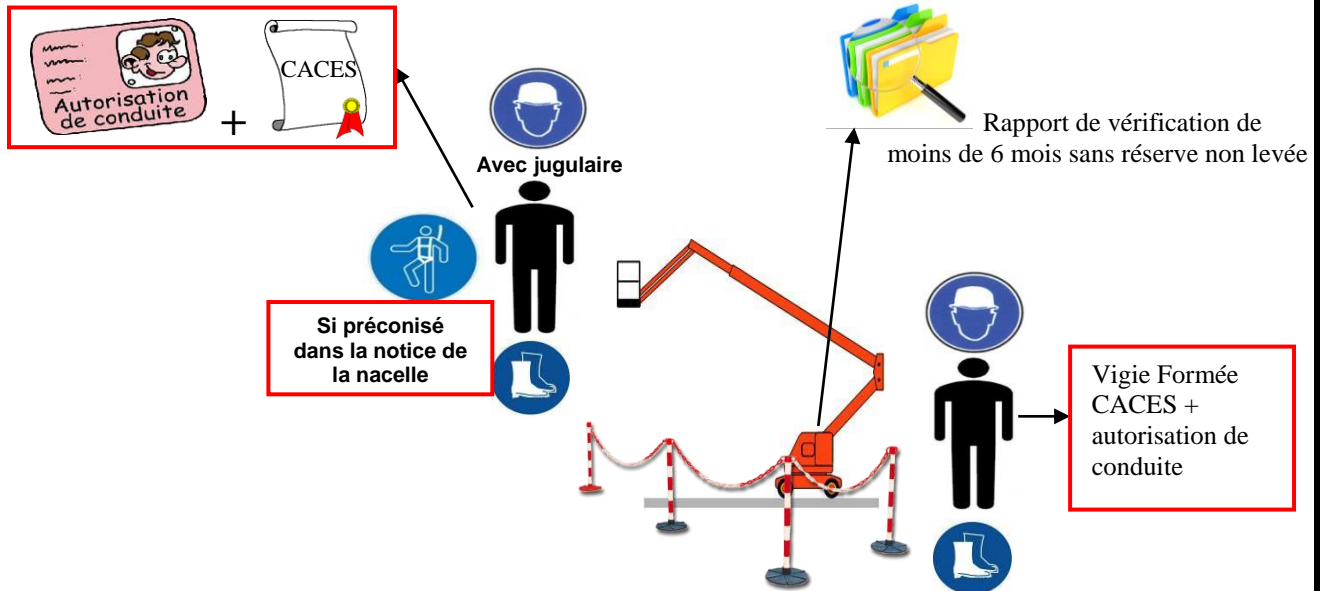 Autorisation
de conduite
+
CACES
Avec jugulaire
Rapport de vérification de
moins de 6 mois sans réserve non levée
Si préconisé
dans la notice de
la nacelle
Vigie Formée
CACES +
autorisation de
conduite